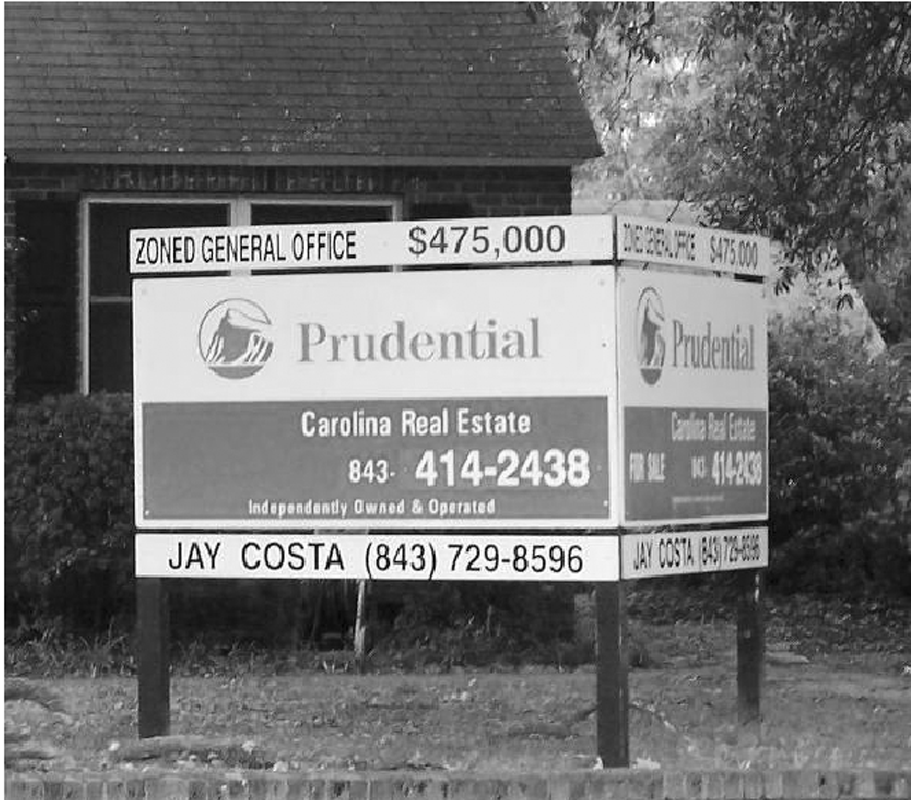 ZONED GENERAL OFFICE $475,000
Prudential
Carolina Real Estate
843- 414-2438
Independently Owned & Operated
JAY COSTA (843) 729-8596
ZONED GENERAL OFFICE $475,000
Prudential
Carolina Real Estate
FOR SALE 843- 414-2438
JAY COSTA (843) 729-8596